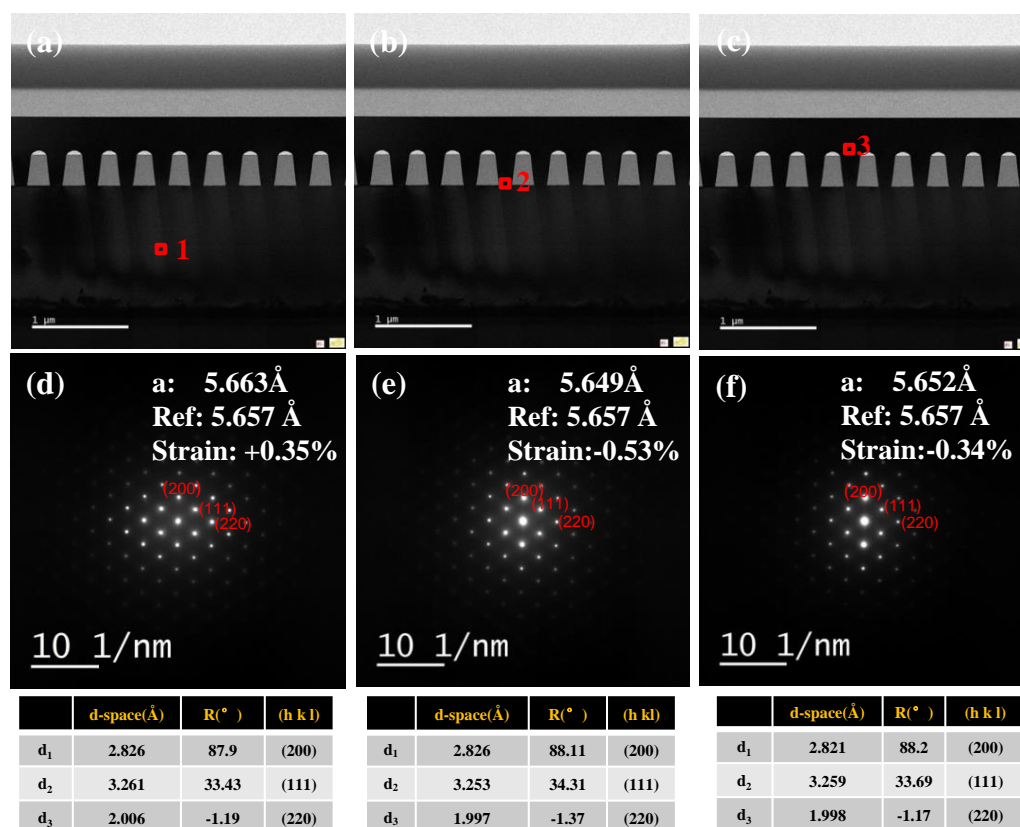 (a)
1
1 μm
(b)
2
1 μm
(c)
3
1 μm
(d)
a: 5.663Å
Ref: 5.657 Å
Strain: +0.35%
(200)
(111)
(220)
10 1/nm
(e)
a: 5.649Å
Ref: 5.657 Å
Strain:-0.53%
(200)
(111)
(220)
10 1/nm
(f)
a: 5.652Å
Ref: 5.657 Å
Strain:-0.34%
(200)
(111)
(220)
10 1/nm
d-space(Å) R(°) (h k l)
d1 2.826 87.9 (200)
d2 3.261 33.43 (111)
d3 2.006 -1.19 (220)
d-space(Å) R(°) (h kl)
d1 2.826 88.11 (200)
d2 3.253 34.31 (111)
d3 1.997 -1.37 (220)
d-space(Å) R(°) (h k l)
d1 2.821 88.2 (200)
d2 3.259 33.69 (111)
d3 1.998 -1.17 (220)